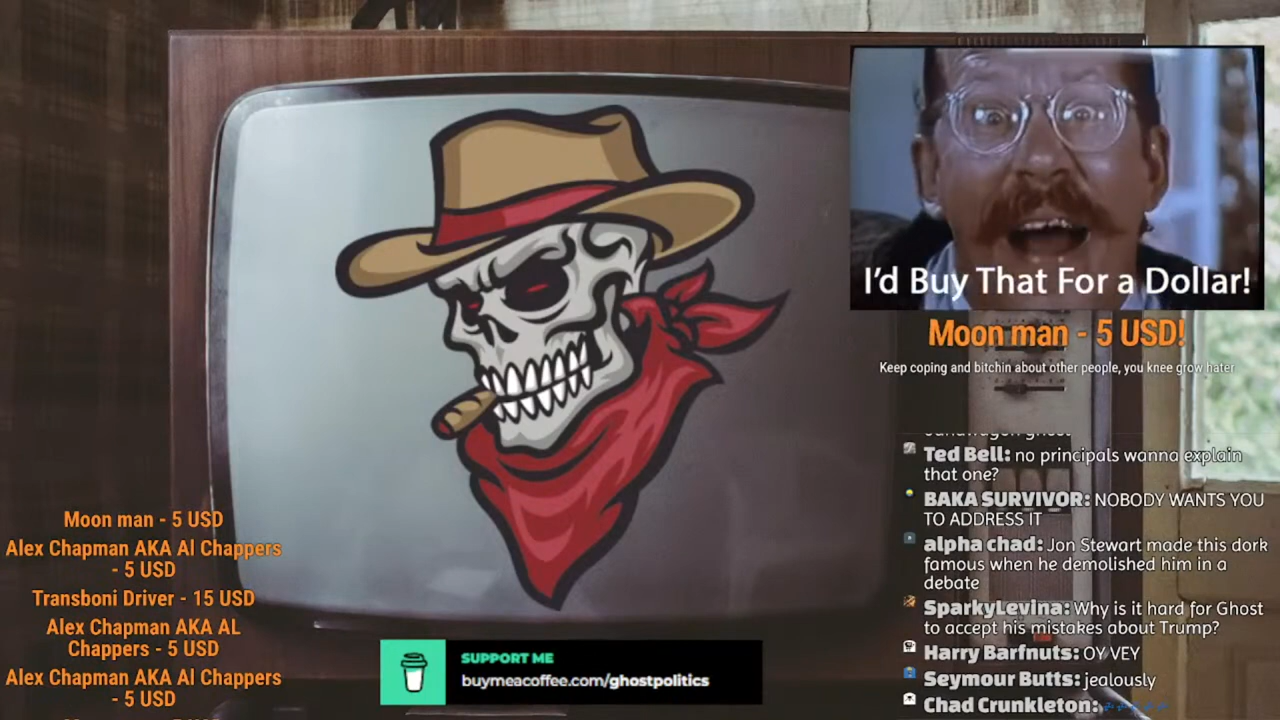 I'd Buy That For a Dollar!
Moon man - 5 USD!
Keep coping and bitchin about other people, you knee grow hater
Ted Bell: no principals wanna explain
that one?
BAKA SURVIVOR: NOBODY WANTS YOU
TO ADDRESS IT
alpha chad: Jon Stewart made this dork
famous when he demolished him in a
debate
SparkyLevina: Why is it hard for Ghost
to accept his mistakes about Trump?
Harry Barfnuts: OY VEY
Seymour Butts: jealously
Chad Crunkleton:
Moon man - 5 USD
Alex Chapman AKA Al Chappers
- 5 USD
Transboni Driver - 15 USD
Alex Chapman AKA AL
Chappers - 5 USD
Alex Chapman AKA Al Chappers
- 5 USD
SUPPORT ME
buymeacoffee.com/ghostpolitics